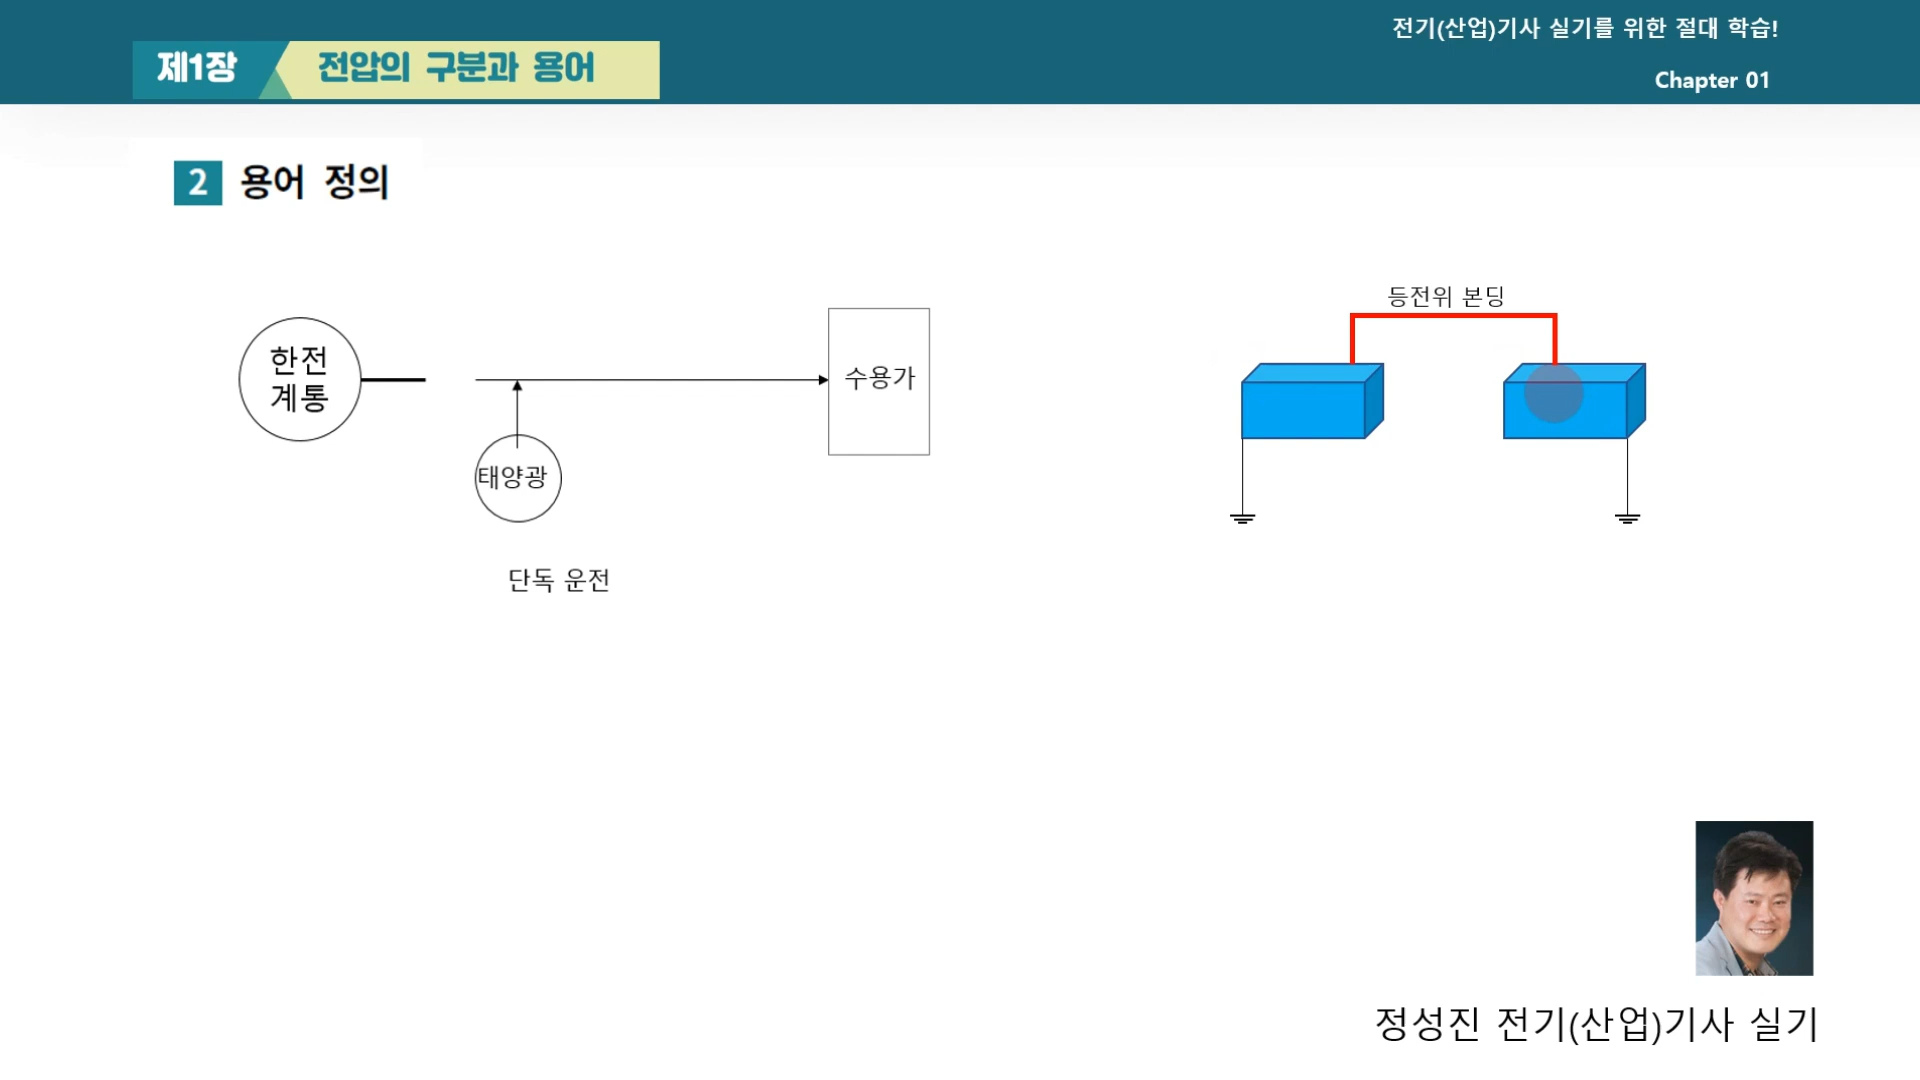 전기(산업)기사 실기를 위한 절대 학습!
제1장 전압의 구분과 용어
Chapter 01
2 용어 정의
등전위 본딩
한전
계통
수용가
태양광
단독 운전
정성진 전기(산업)기사 실기